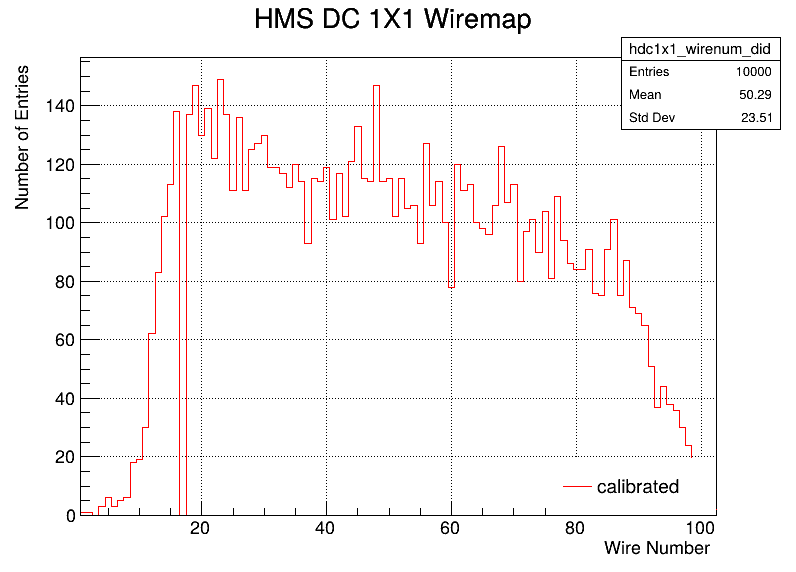 HMS DC 1X1 Wiremap
hdc1x1_wirenum_did
Entries 10000
Mean 50.29
Std Dev 23.51
Number of Entries
140
120
100
80
60
40
20
0
calibrated
20 40 60 80 100
Wire Number